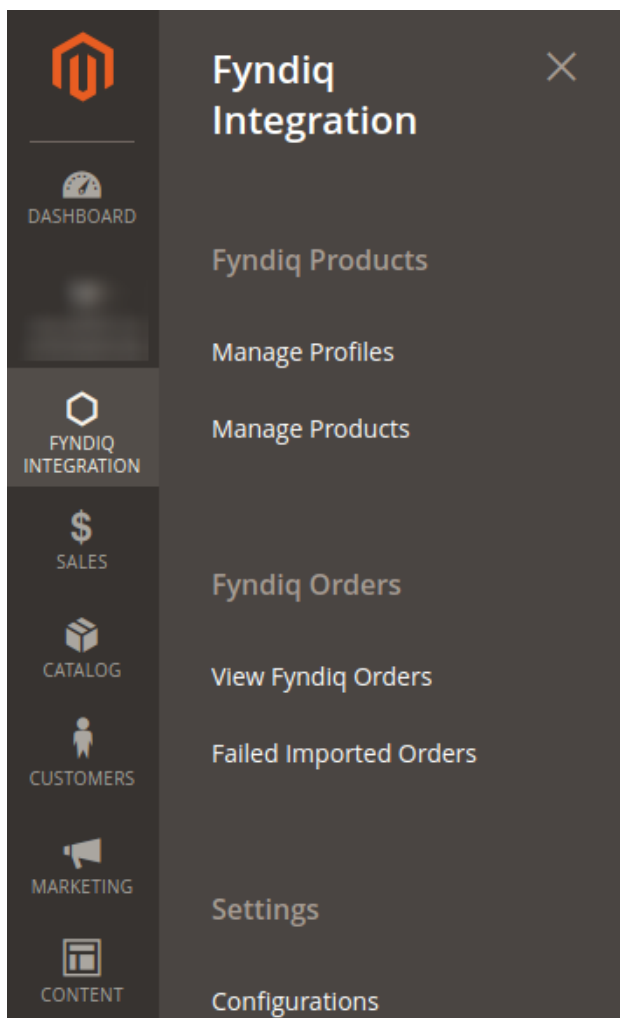 DASHBOARD
FYNDIQ
INTEGRATION
$
SALES
CATALOG
CUSTOMERS
MARKETING
CONTENT
Fyndiq
Integration
Fyndiq Products
Manage Profiles
Manage Products
Fyndiq Orders
View Fyndiq Orders
Failed Imported Orders
Settings
Configurations